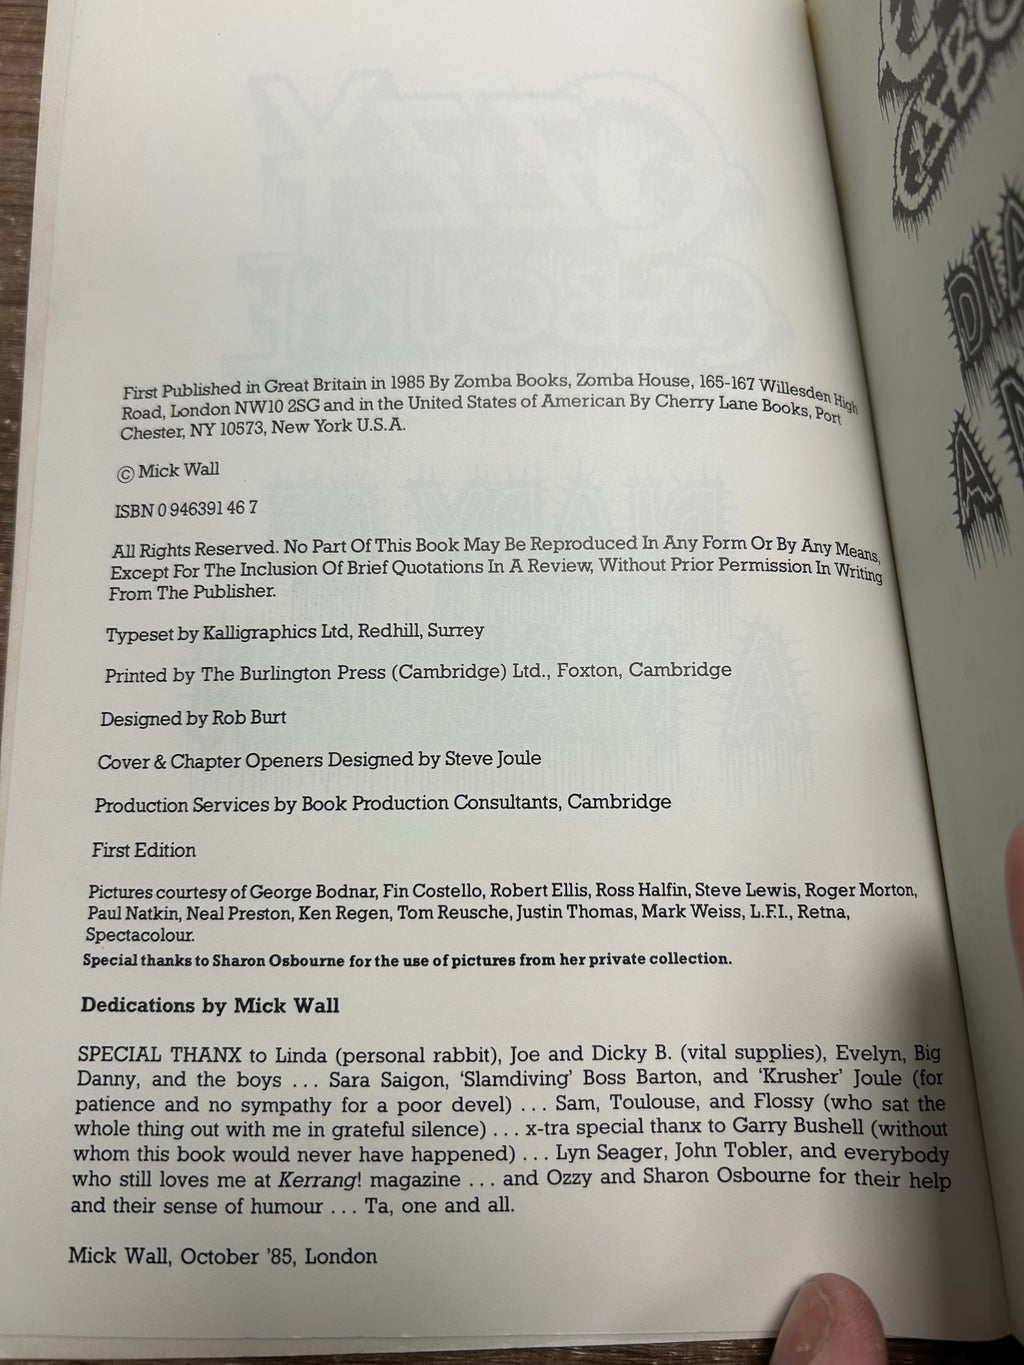 First Published in Great Britain in 1985 By Zomba Books, Zomba House, 165-167 Willesden High
Road, London NW10 2SG and in the United States of American By Cherry Lane Books, Port
Chester, NY 10573, New York U.S.A.
© Mick Wall
ISBN 0 946391 46 7
All Rights Reserved. No Part Of This Book May Be Reproduced In Any Form Or By Any Means,
Except For The Inclusion Of Brief Quotations In A Review, Without Prior Permission In Writing
From The Publisher.
Typeset by Kalligraphics Ltd, Redhill, Surrey
Printed by The Burlington Press (Cambridge) Ltd., Foxton, Cambridge
Designed by Rob Burt
Cover & Chapter Openers Designed by Steve Joule
Production Services by Book Production Consultants, Cambridge
First Edition
Pictures courtesy of George Bodnar, Fin Costello, Robert Ellis, Ross Halfin, Steve Lewis, Roger Morton,
Paul Natkin, Neal Preston, Ken Regen, Tom Reusche, Justin Thomas, Mark Weiss, L.F.I., Retna,
Spectacolour.
Special thanks to Sharon Osbourne for the use of pictures from her private collection.
Dedications by Mick Wall
SPECIAL THANX to Linda (personal rabbit), Joe and Dicky B. (vital supplies), Evelyn, Big
Danny, and the boys ... Sara Saigon, ‘Slamdiving’ Boss Barton, and ‘Krusher’ Joule (for
patience and no sympathy for a poor devel) ... Sam, Toulouse, and Flossy (who sat the
whole thing out with me in grateful silence) ... x-tra special thanx to Garry Bushell (without
whom this book would never have happened) ... Lyn Seager, John Tobler, and everybody
who still loves me at Kerrang! magazine ... and Ozzy and Sharon Osbourne for their help
and their sense of humour ... Ta, one and all.
Mick Wall, October ’85, London